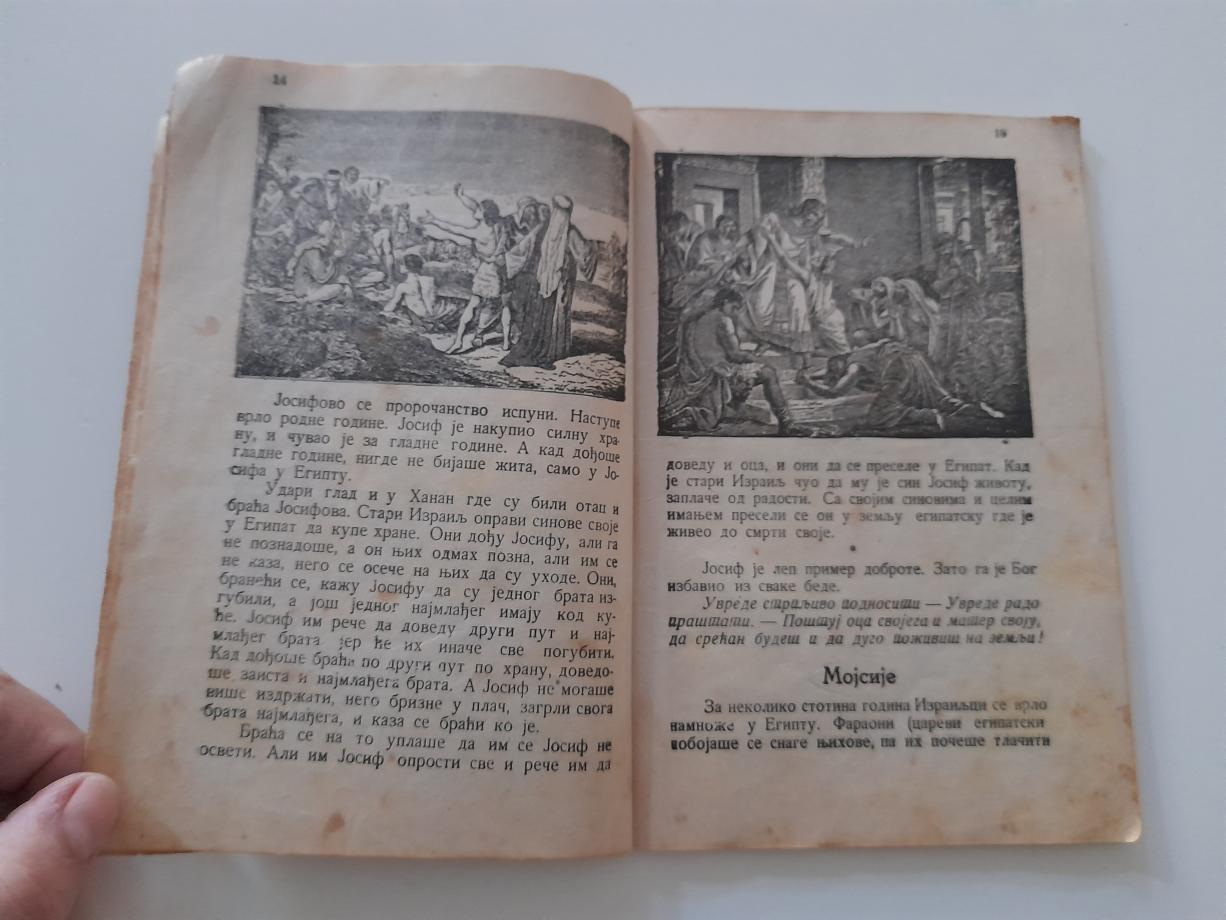 14
Јосифово се пророчанство испуни. Наступе
врло родне године. Јосиф је накупио силну хра-
ну, и чувао је за гладне године. А кад дођоше
гладне године, нигде не бијаше жита, само у Јо-
сифа у Египту.
Удари глад и у Ханан где су били отац и
браћа Јосифова. Стари Израиљ оправи синове своје
у Египат да купе хране. Они дођу Јосифу, али га
не познадоше, а он њих одмах позна, али им се
не каза, него се осече на њих да су уходе. Они,
бранећи се, кажу Јосифу да су једног брата из-
губили, а још једног најмлађег имају код ку-
ће. Јосиф им рече да доведу други пут и нај-
млађег брата јер ће их иначе све погубити.
Кад дођоше браћа по други пут по храну, доведо-
ше заиста и најмлађега брата. А Јосиф не могаше
више издржати, него бризне у плач, загрли свога
брата најмлађега, и каза се браћи ко је.
Браћа се на то уплаше да им се Јосиф не
освети. Али им Јосиф опрости све и рече им да
доведу и оца, и они да се преселе у Египат. Кад
је стари Израиљ чуо да му је син Јосиф животу,
заплаче од радости. Са својим синовима и целим
имањем пресели се он у земљу египатску где је
живео до смрти своје.
Јосиф је леп пример доброте. Зато га је Бог
избавио из сваке беде.
Увреде страљиво подносити — Увреде радо
праштати. — Поштуј оца својега и матер своју,
да срећан будеш и да дуго поживиш на земљи!
Мојсије
За неколико стотина година Израиљци се врло
намноже у Египту. Фараони (цареви египатски
побојаше се снаге њихове, па их почеше тлачити